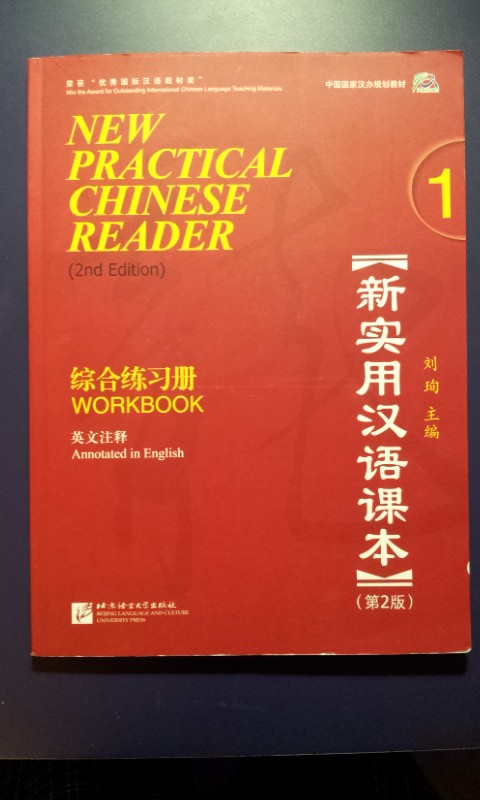 荣获“优秀国际汉语教材奖”
Win the Award for Outstanding International Chinese Language Teaching Materials
中国国家汉办规划教材
NEW
PRACTICAL
CHINESE
READER
(2nd Edition)
1
【新实用汉语课本】
(第2版)
刘珣 主编
综合练习册
WORKBOOK
英文注释
Annotated in English
北京语言大学出版社
BEIJING LANGUAGE AND CULTURE
UNIVERSITY PRESS